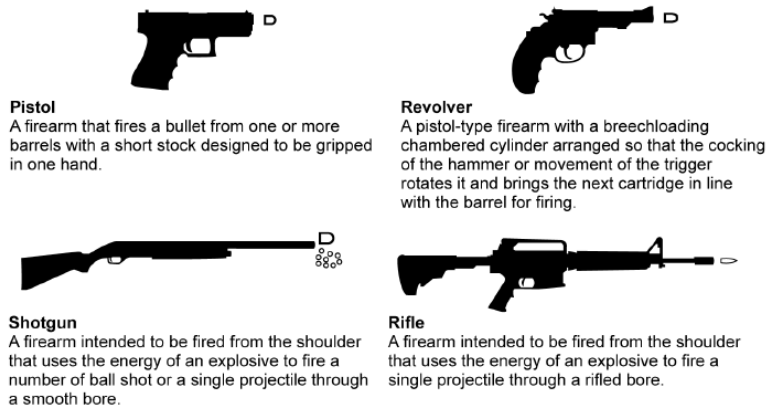 Pistol
A firearm that fires a bullet from one or more
barrels with a short stock designed to be gripped
in one hand.
Revolver
A pistol-type firearm with a breechloading
chambered cylinder arranged so that the cocking
of the hammer or movement of the trigger
rotates it and brings the next cartridge in line
with the barrel for firing.
Shotgun
A firearm intended to be fired from the shoulder
that uses the energy of an explosive to fire a
number of ball shot or a single projectile through
a smooth bore.
Rifle
A firearm intended to be fired from the shoulder
that uses the energy of an explosive to fire a
single projectile through a rifled bore.